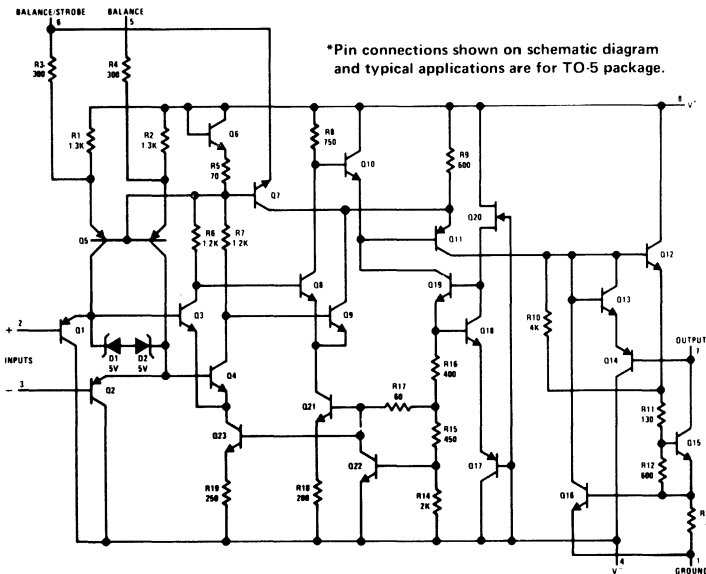 BALANCE/STROBE
6
BALANCE
5
*Pin connections shown on schematic diagram
and typical applications are for TO-5 package.
R3
300
R4
300
8 V+
R1
1.3K
R2
1.3K
Q6
R5
70
R8
750
Q10
R9
600
Q7
Q20
Q5
R6
1.2K
R7
1.2K
Q11
Q12
Q8
Q19
Q13
Q3
Q9
Q18
R10
4K
+ 2
Q1
D1
5V
D2
5V
Q14
OUTPUT
7
INPUTS
R16
400
- 3
Q2
Q4
R17
60
R11
130
Q21
Q15
Q23
R15
450
R12
600
Q22
Q17
Q16
R19
250
R18
200
R14
2K
R
4
V-
1
GROUND